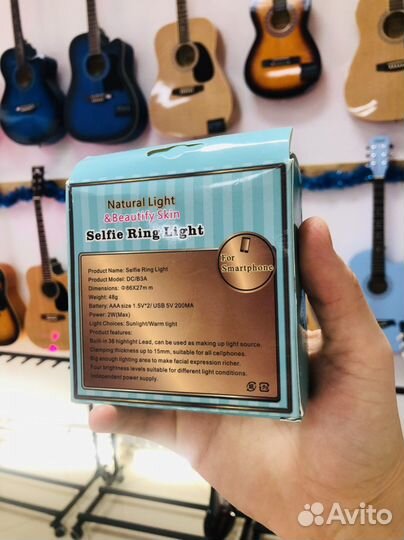 Natural Light
&Beautify Skin
Selfie Ring Light
For
Smartphone
Product Name: Selfie Ring Light
Product Model: DC/B3A
Dimensions: Φ86X27m m
Weight: 48g
Battery: AAA size 1.5V*2/ USB 5V 200MA
Power: 2W(Max)
Light Choices: Sunlight/Warm light
Product features:
Built-in 36 highlight Lead, can be used as making up light source.
Clamping thickness up to 15mm, suitable for all cellphones.
Big enough lighting area to make facial expression richer.
Four brightness levels suitable for different light conditions.
Independent power supply.
Avito